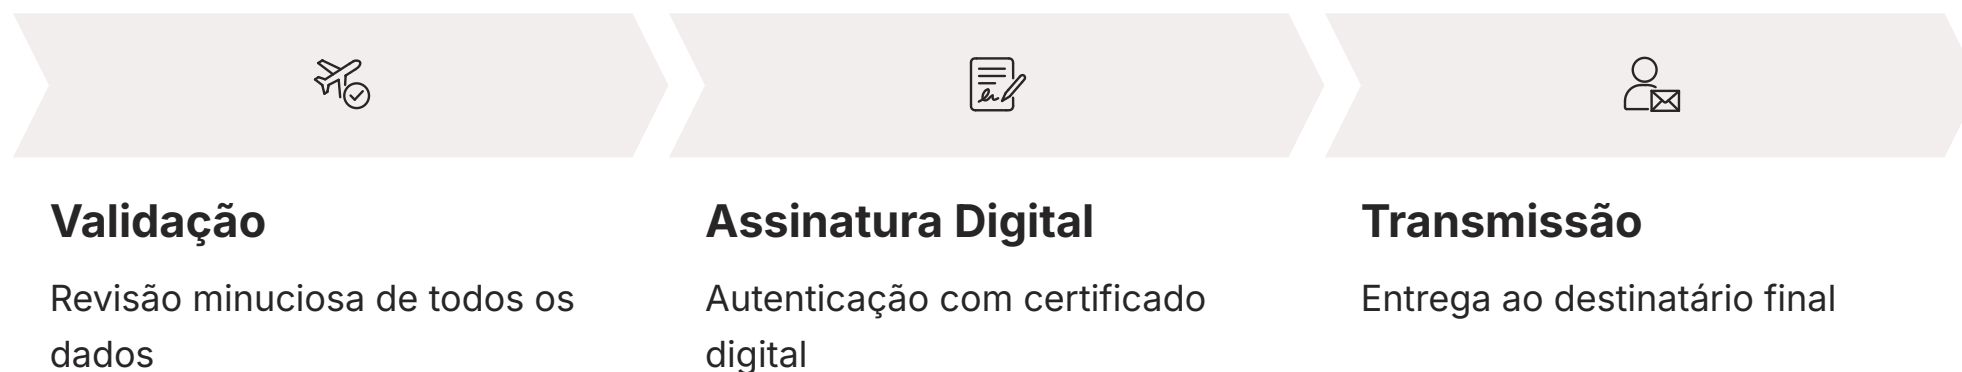 Validação
Revisão minuciosa de todos os
dados
Assinatura Digital
Autenticação com certificado
digital
Transmissão
Entrega ao destinatário final